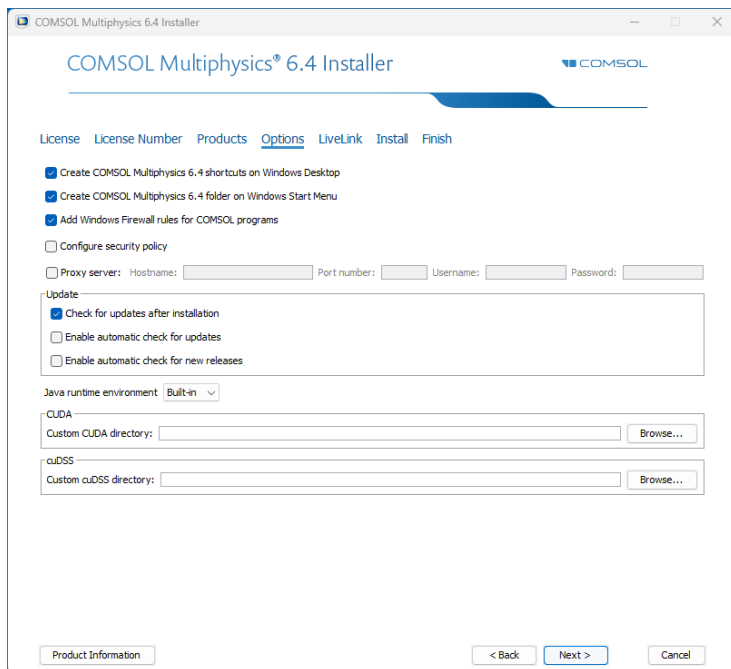 COMSOL Multiphysics 6.4 Installer
COMSOL Multiphysics® 6.4 Installer
COMSOL
License License Number Products Options LiveLink Install Finish
Create COMSOL Multiphysics 6.4 shortcuts on Windows Desktop
Create COMSOL Multiphysics 6.4 folder on Windows Start Menu
Add Windows Firewall rules for COMSOL programs
Configure security policy
Proxy server: Hostname: Port number: Username: Password:
Update
Check for updates after installation
Enable automatic check for updates
Enable automatic check for new releases
Java runtime environment Built-in
CUDA
Custom CUDA directory: Browse...
cuDSS
Custom cuDSS directory: Browse...
Product Information < Back Next > Cancel